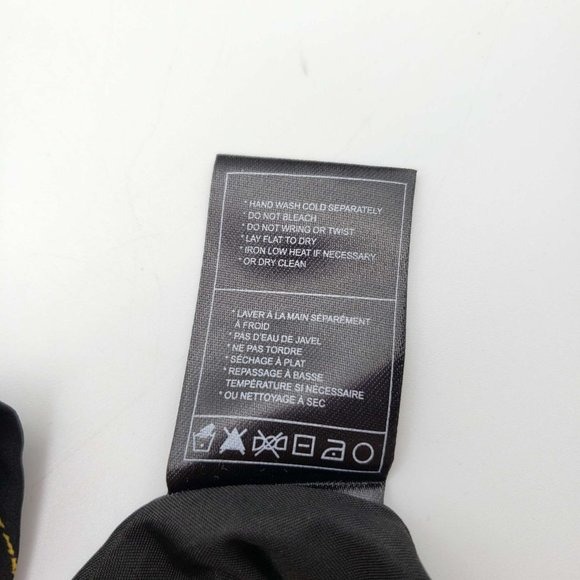 * HAND WASH COLD SEPARATELY
* DO NOT BLEACH
* DO NOT WRING OR TWIST
* LAY FLAT TO DRY
* IRON LOW HEAT IF NECESSARY
* OR DRY CLEAN
* LAVER À LA MAIN SÉPARÉMENT
À FROID
* PAS D'EAU DE JAVEL
* NE PAS TORDRE
* SÉCHAGE À PLAT
* REPASSAGE À BASSE
TEMPÉRATURE SI NÉCESSAIRE
* OU NETTOYAGE À SEC